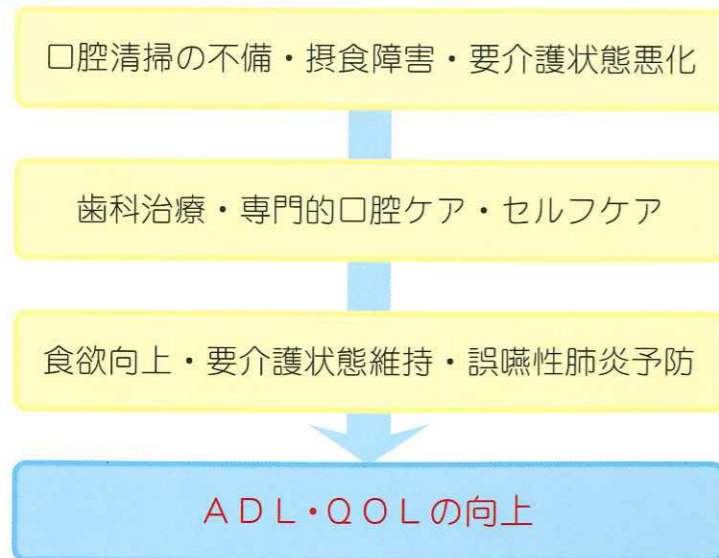 口腔清掃の不備・摂食障害・要介護状態悪化
歯科治療・専門的口腔ケア・セルフケア
食欲向上・要介護状態維持・誤嚥性肺炎予防
ＡＤＬ・ＱＯＬの向上